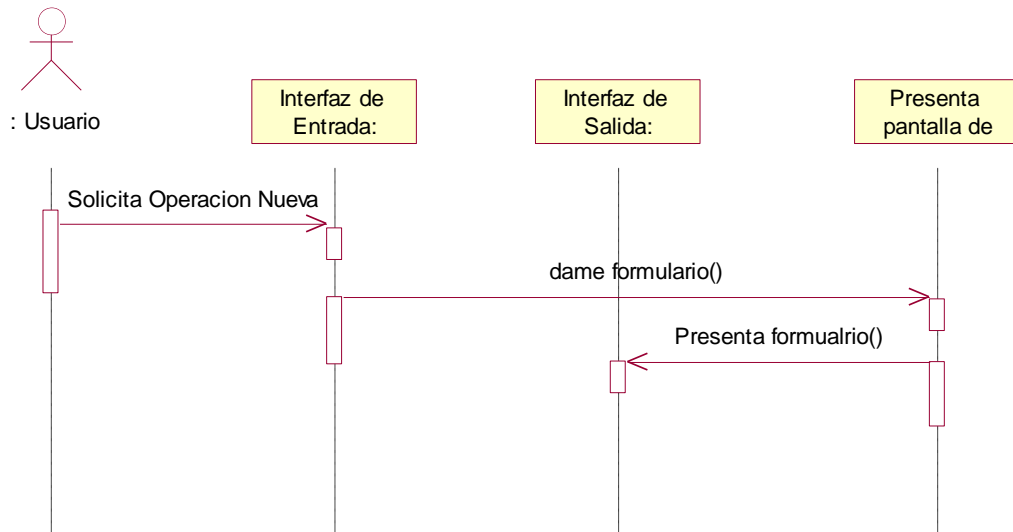 : Usuario
Interfaz de
Entrada:
Interfaz de
Salida:
Presenta
pantalla de
Solicita Operacion Nueva
dame formulario()
Presenta formualrio()